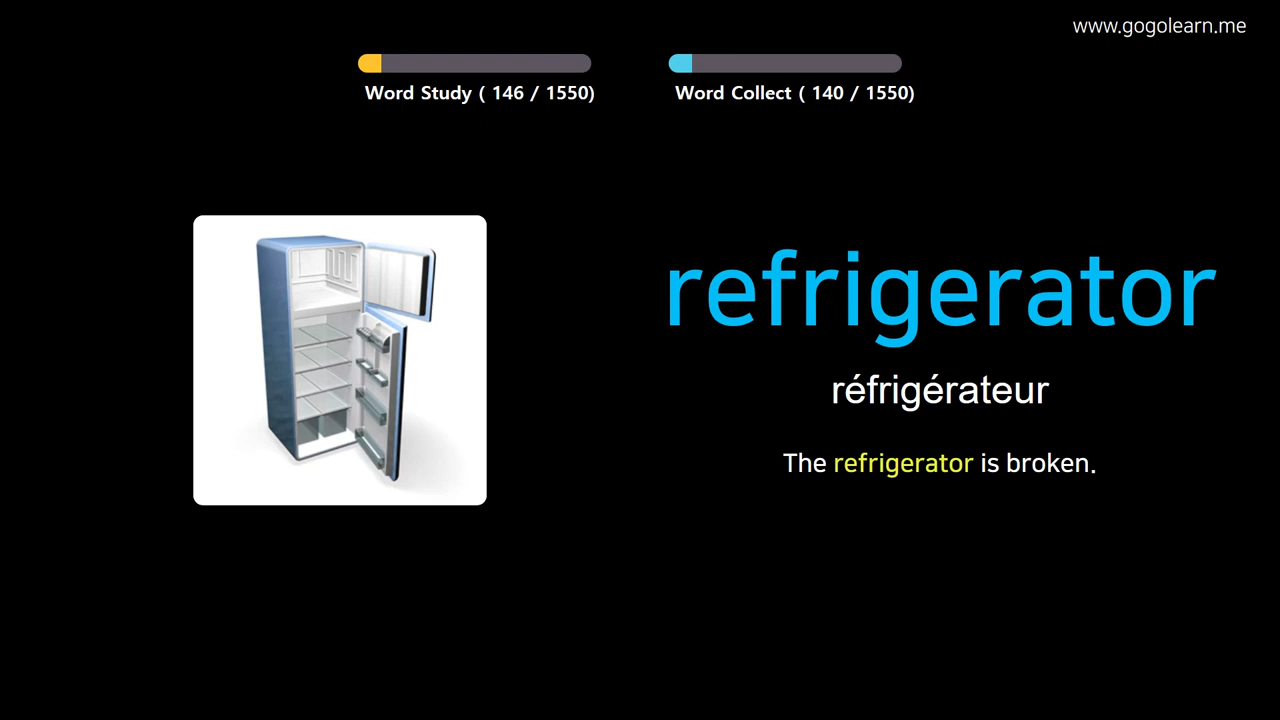 www.gogolearn.me
Word Study ( 146 / 1550)
Word Collect ( 140 / 1550)
refrigerator
réfrigérateur
The refrigerator is broken.